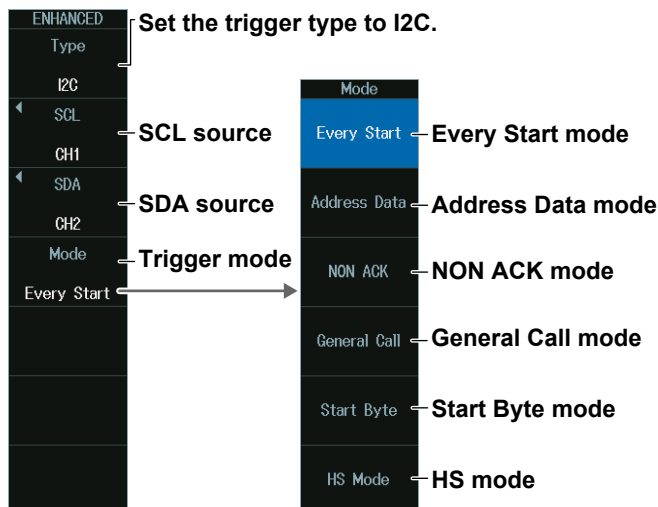 ENHANCED
Type
I2C
Set the trigger type to I2C.
SCL
CH1
SCL source
SDA
CH2
SDA source
Mode
Every Start
Trigger mode
Mode
Every Start
Every Start mode
Address Data
Address Data mode
NON ACK
NON ACK mode
General Call
General Call mode
Start Byte
Start Byte mode
HS Mode
HS mode